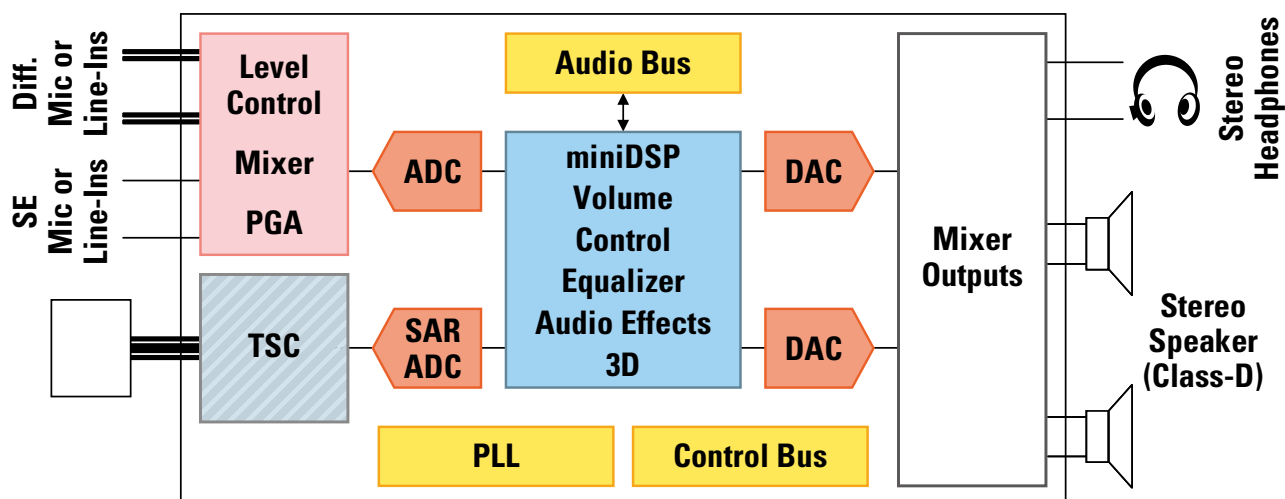 Diff.
Mic or
Line-Ins
SE
Mic or
Line-Ins
Level
Control
Mixer
PGA
TSC
ADC
SAR
ADC
Audio Bus
miniDSP
Volume
Control
Equalizer
Audio Effects
3D
PLL
Control Bus
DAC
DAC
Mixer
Outputs
Stereo
Headphones
Stereo
Speaker
(Class-D)